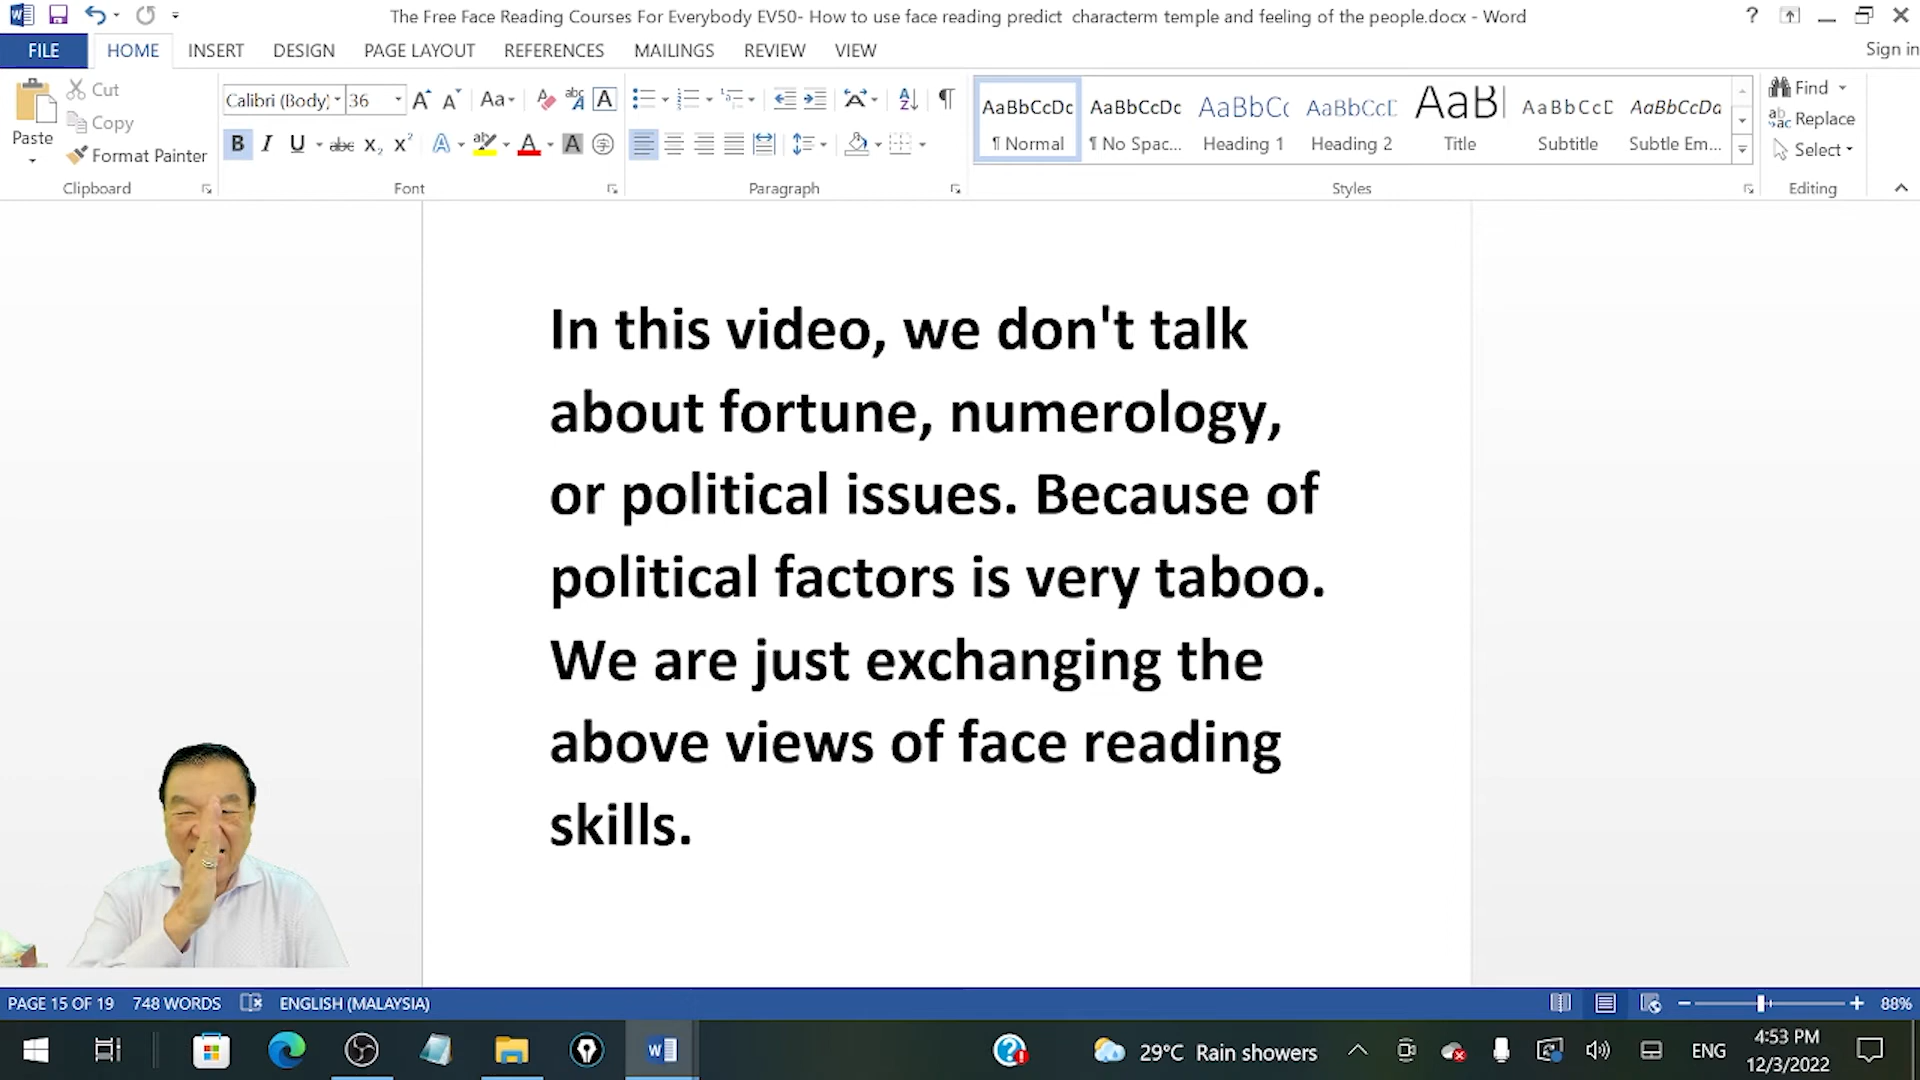 The Free Face Reading Courses For Everybody EV50- How to use face reading predict  characterm temple and feeling of the people.docx - Word
FILE HOME INSERT DESIGN PAGE LAYOUT REFERENCES MAILINGS REVIEW VIEW Sign in
Paste
Cut
Copy
Format Painter
Clipboard
Calibri (Body) 36
Font
Paragraph
AaBbCcDc AaBbCcDc AaBbC AaBbCcD AaB AaBbCcD AaBbCcDa
¶ Normal ¶ No Spac... Heading 1 Heading 2 Title Subtitle Subtle Em...
Styles
Find
Replace
Select
Editing
In this video, we don't talk
about fortune, numerology,
or political issues. Because of
political factors is very taboo.
We are just exchanging the
above views of face reading
skills.
PAGE 15 OF 19 748 WORDS ENGLISH (MALAYSIA) 88%
29°C Rain showers ENG 4:53 PM
12/3/2022